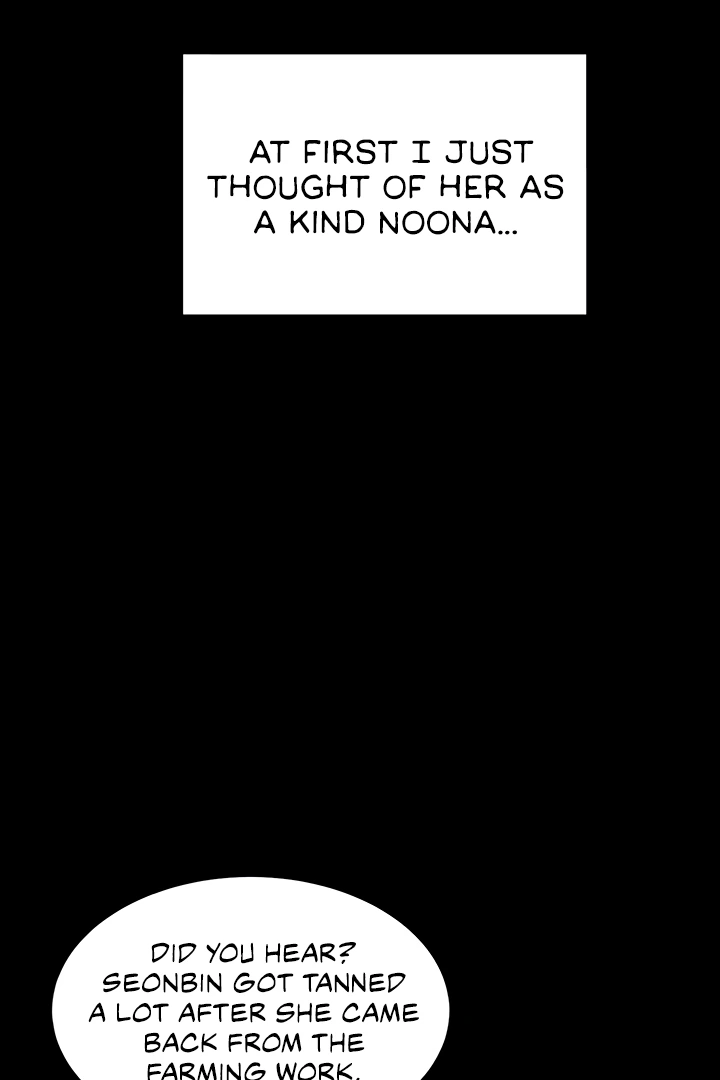 AT FIRST I JUST
THOUGHT OF HER AS
A KIND NOONA...
DID YOU HEAR?
SEONBIN GOT TANNED
A LOT AFTER SHE CAME
BACK FROM THE
FARMING WORK.